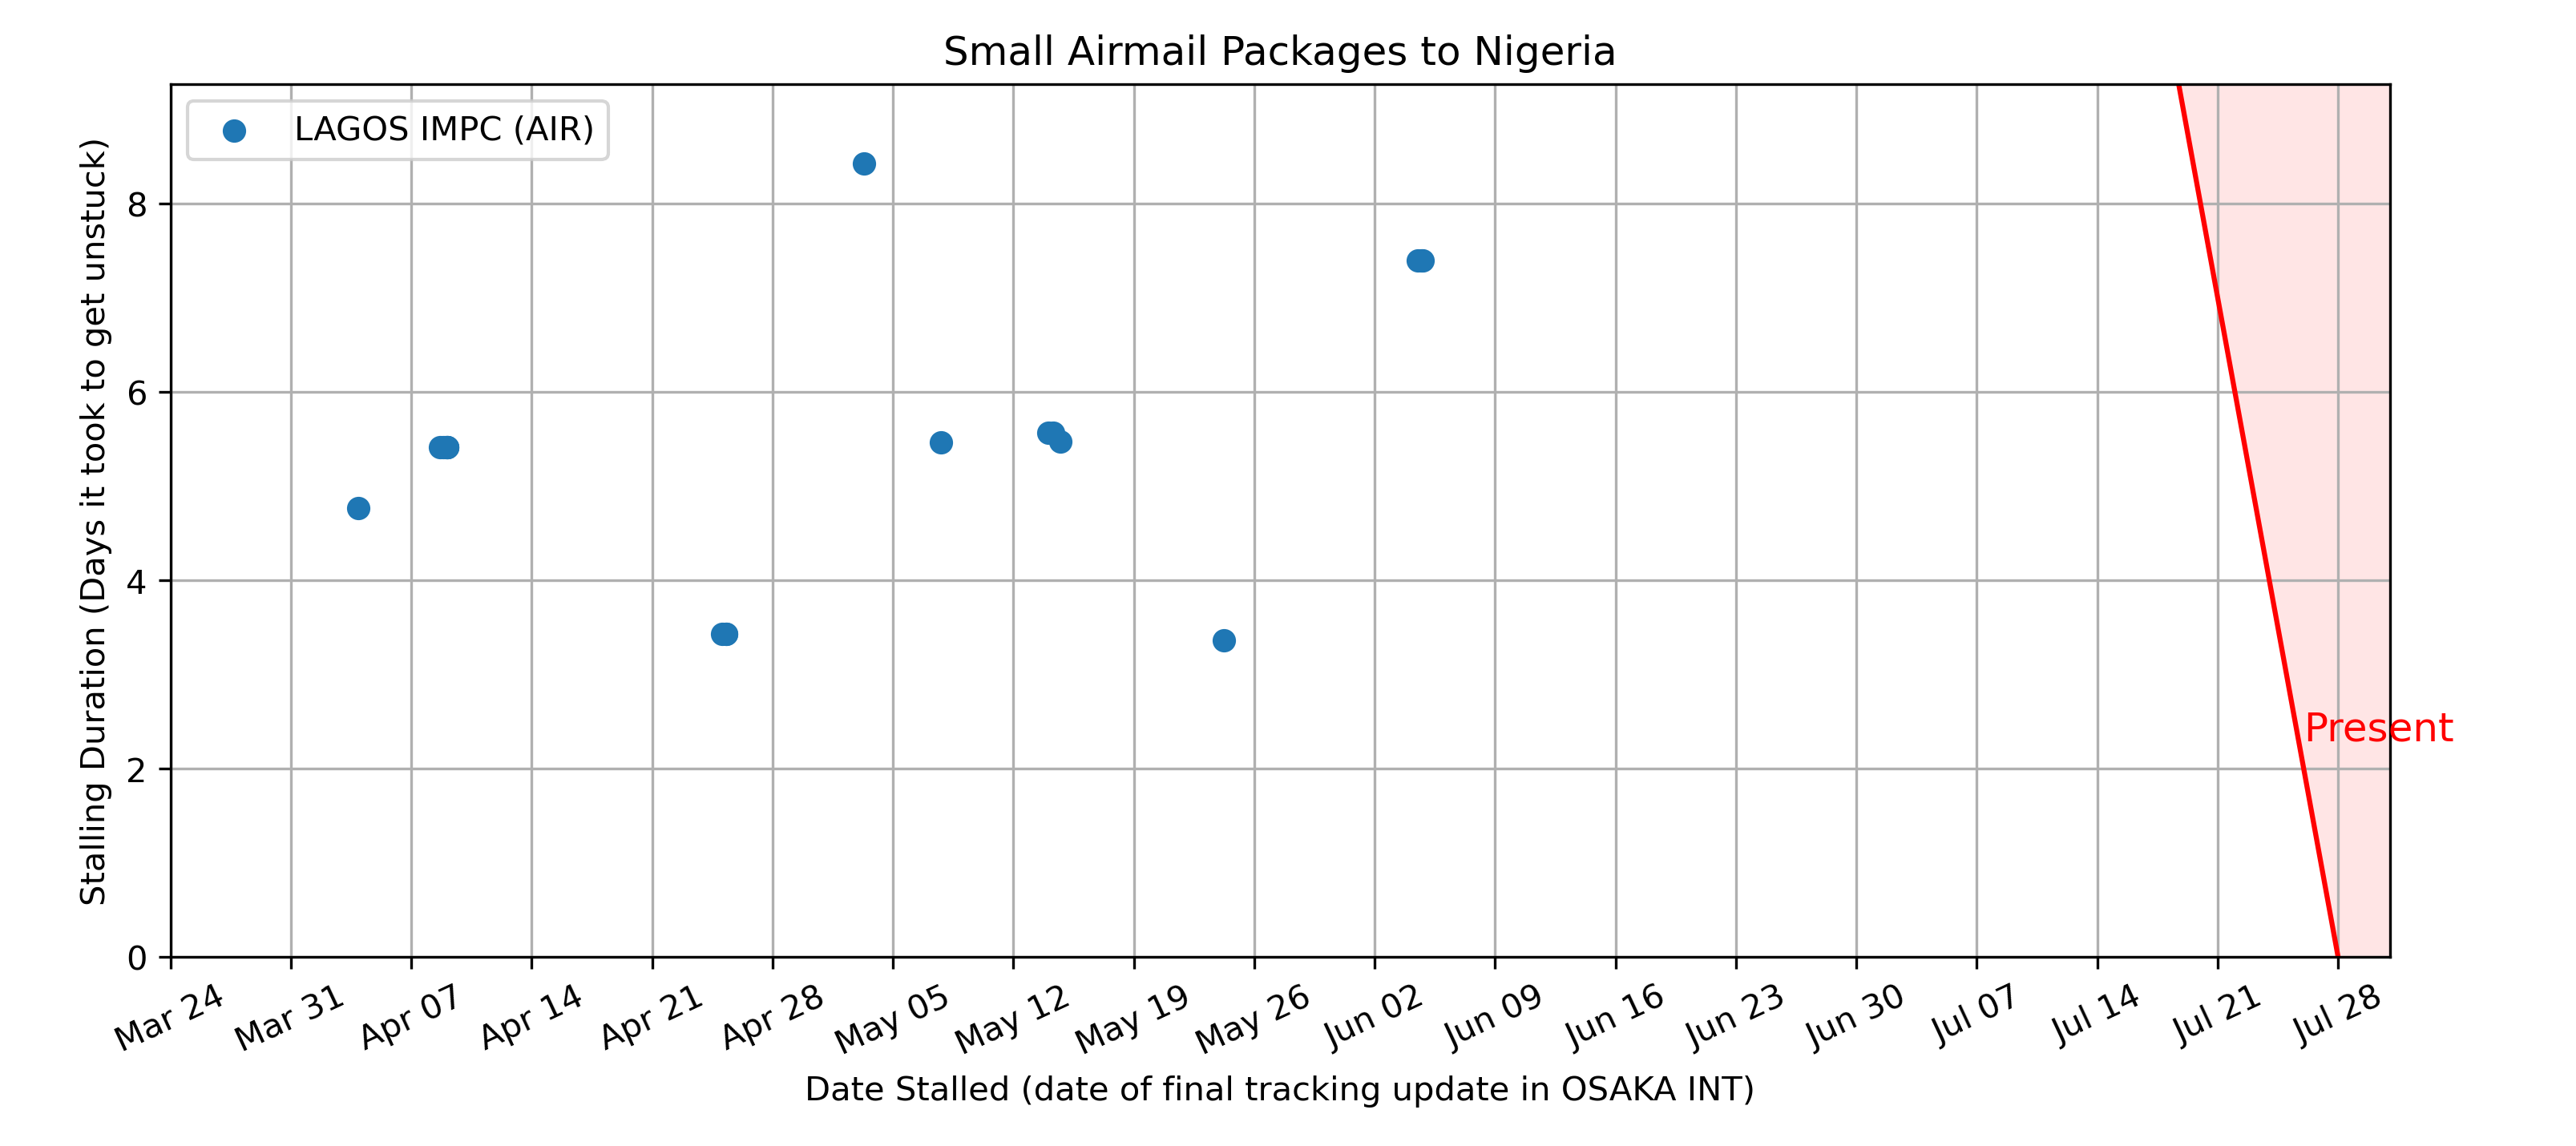 Small Airmail Packages to Nigeria
LAGOS IMPC (AIR)
Stalling Duration (Days it took to get unstuck)
8
6
4
2
0
Present
Mar 24
Mar 31
Apr 07
Apr 14
Apr 21
Apr 28
May 05
May 12
May 19
May 26
Jun 02
Jun 09
Jun 16
Jun 23
Jun 30
Jul 07
Jul 14
Jul 21
Jul 28
Date Stalled (date of final tracking update in OSAKA INT)